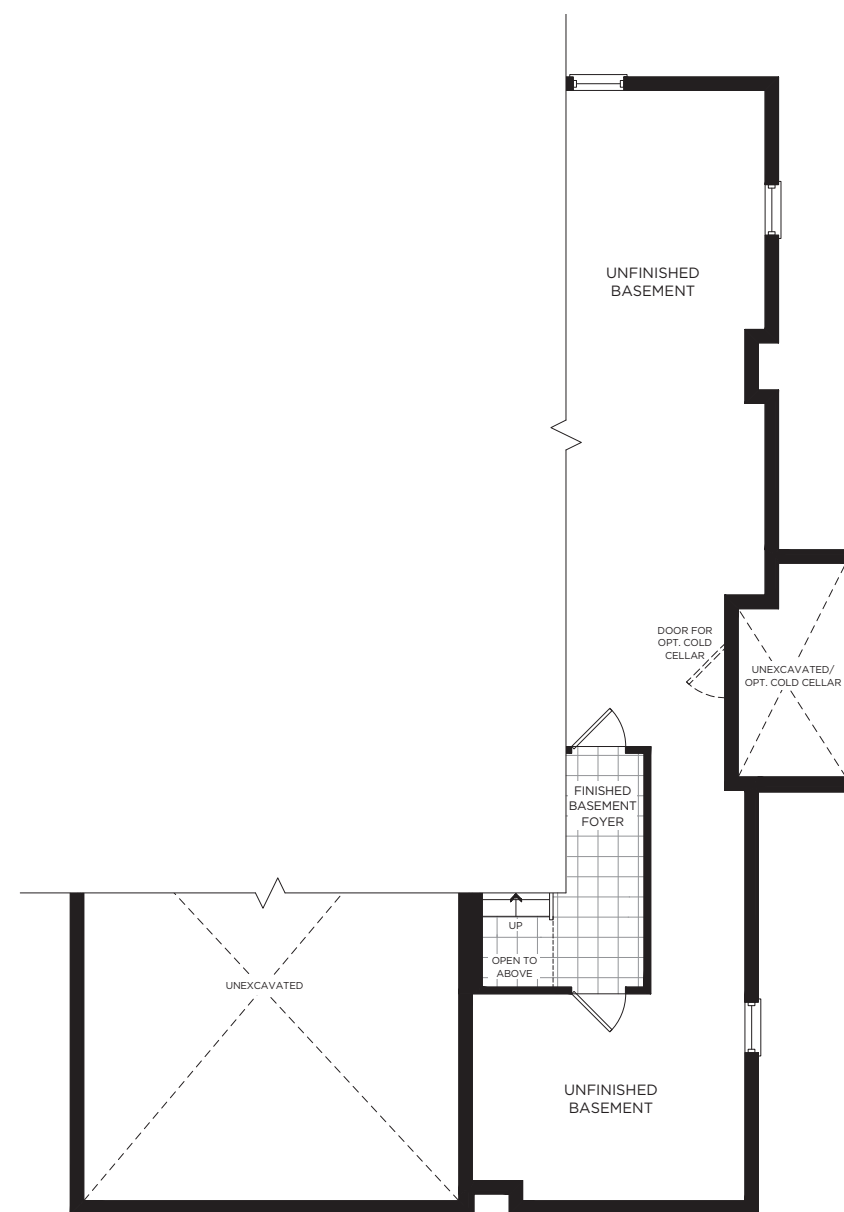 UNFINISHED
BASEMENT
DOOR FOR
OPT. COLD
CELLAR
UNEXCAVATED/
OPT. COLD CELLAR
FINISHED
BASEMENT
FOYER
UP
OPEN TO
ABOVE
UNEXCAVATED
UNFINISHED
BASEMENT